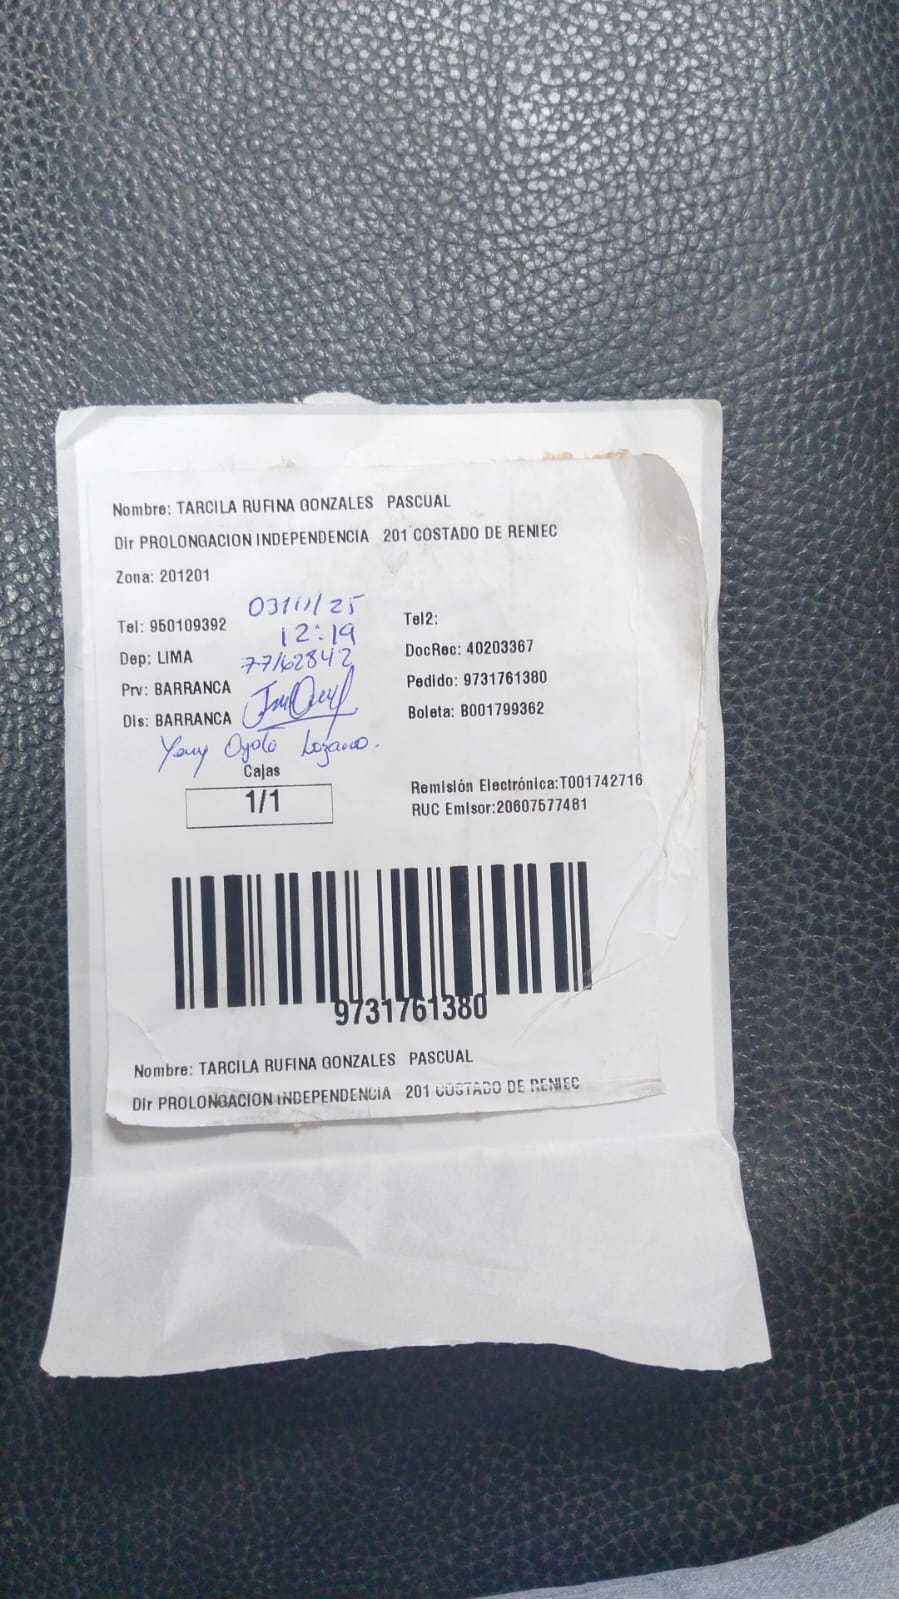 Nombre: TARCILA RUFINA GONZALES PASCUAL
Dir PROLONGACION INDEPENDENCIA 201 COSTADO DE RENIEC
Zona: 201201
Tel: 950109392
03/11/25
12:19
Dep: LIMA
77162842
Prv: BARRANCA
Dis: BARRANCA
Yeny Oyola Lozano.
Tel2:
DocRec: 40203367
Pedido: 9731761380
Boleta: B001799362
Cajas
1/1
Remisión Electrónica:T001742716
RUC Emisor:20607577481
9731761380
Nombre: TARCILA RUFINA GONZALES PASCUAL
Dir PROLONGACION INDEPENDENCIA 201 COSTADO DE RENIEC